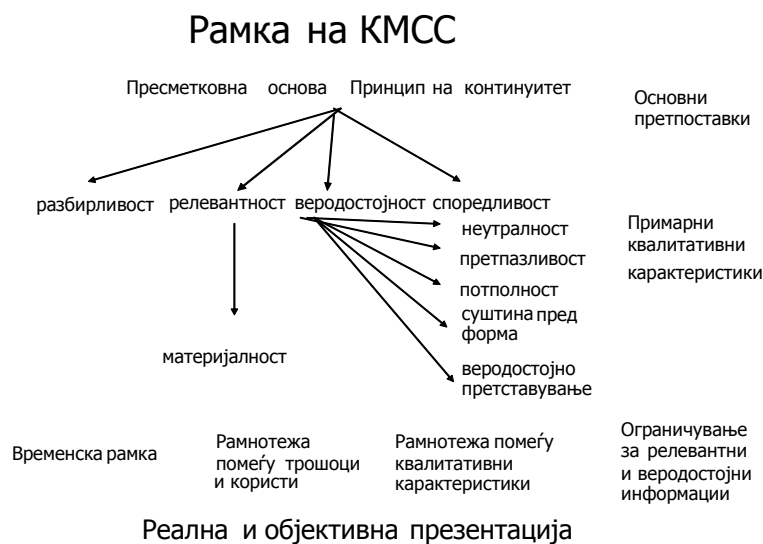 Рамка на КМСС
Пресметковна основа Принцип на континуитет
Основни
претпоставки
разбирливост релевантност веродостојност споредливост
неутралност
претпазливост
потполност
суштина пред
форма
веродостојно
претставување
материјалност
Примарни
квалитативни
карактеристики
Временска рамка
Рамнотежа
помеѓу трошоци
и користи
Рамнотежа помеѓу
квалитативни
карактеристики
Ограничување
за релевантни
и веродостојни
информации
Реална и објективна презентација